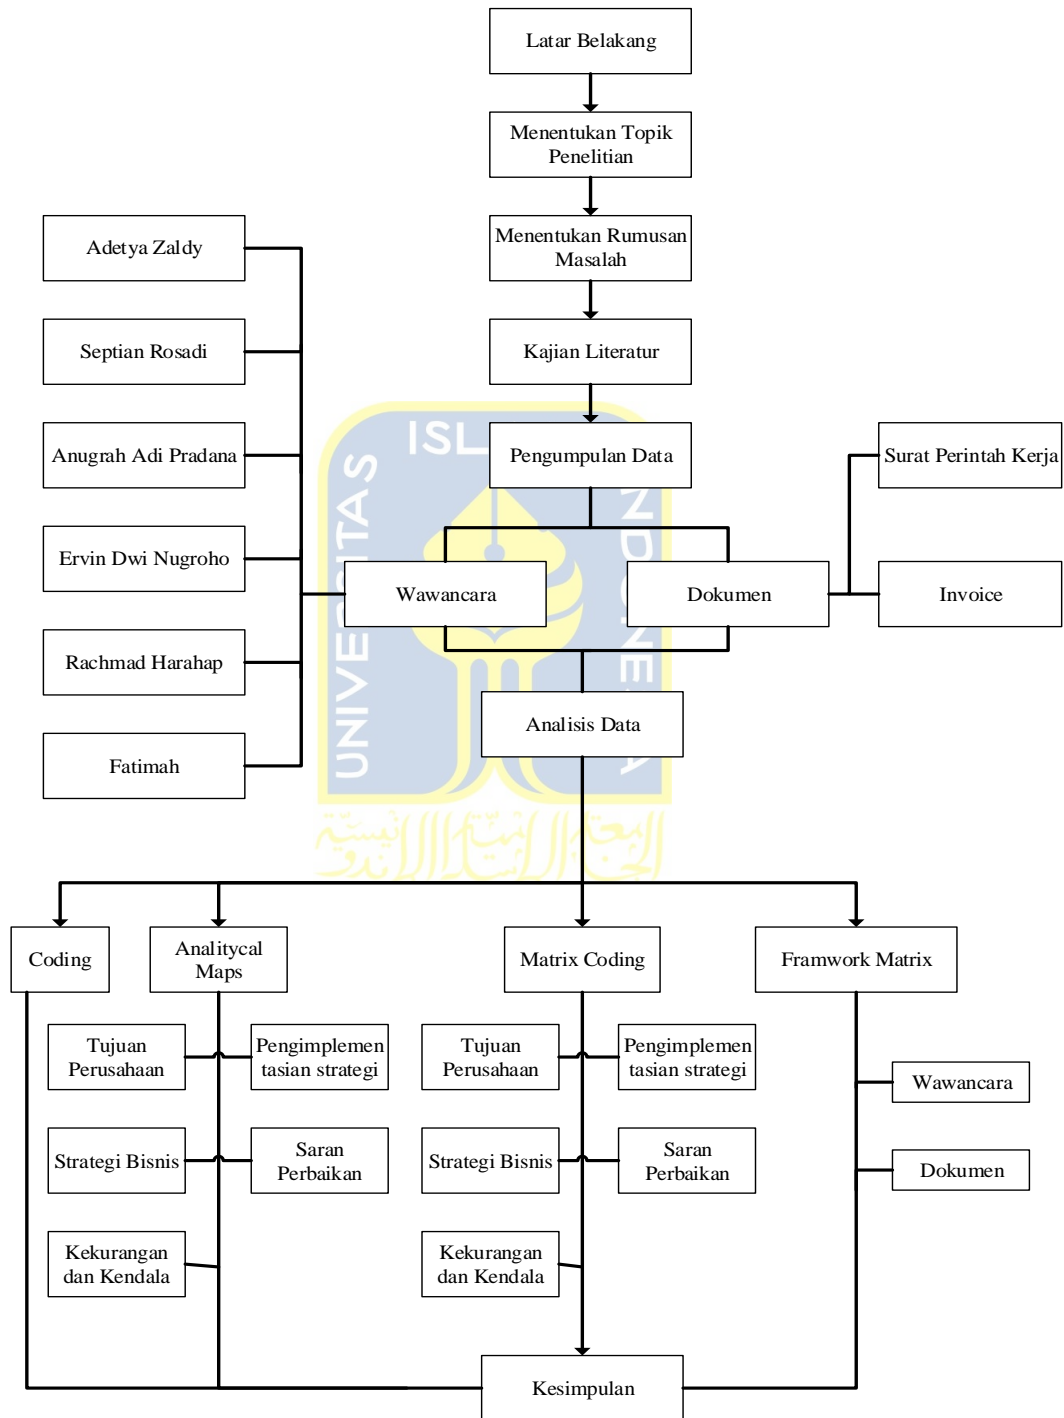 Latar Belakang
Menentukan Topik
Penelitian
Menentukan Rumusan
Masalah
Kajian Literatur
Pengumpulan Data
Adetya Zaldy
Septian Rosadi
Anugrah Adi Pradana
Ervin Dwi Nugroho
Rachmad Harahap
Fatimah
Wawancara
Dokumen
Surat Perintah Kerja
Invoice
UNIVERSITAS
ISL
Analisis Data
Coding
Analitycal
Maps
Matrix Coding
Framwork Matrix
Tujuan
Perusahaan
Pengimplemen
tasian strategi
Strategi Bisnis
Saran
Perbaikan
Kekurangan
dan Kendala
Tujuan
Perusahaan
Pengimplemen
tasian strategi
Strategi Bisnis
Saran
Perbaikan
Kekurangan
dan Kendala
Wawancara
Dokumen
Kesimpulan